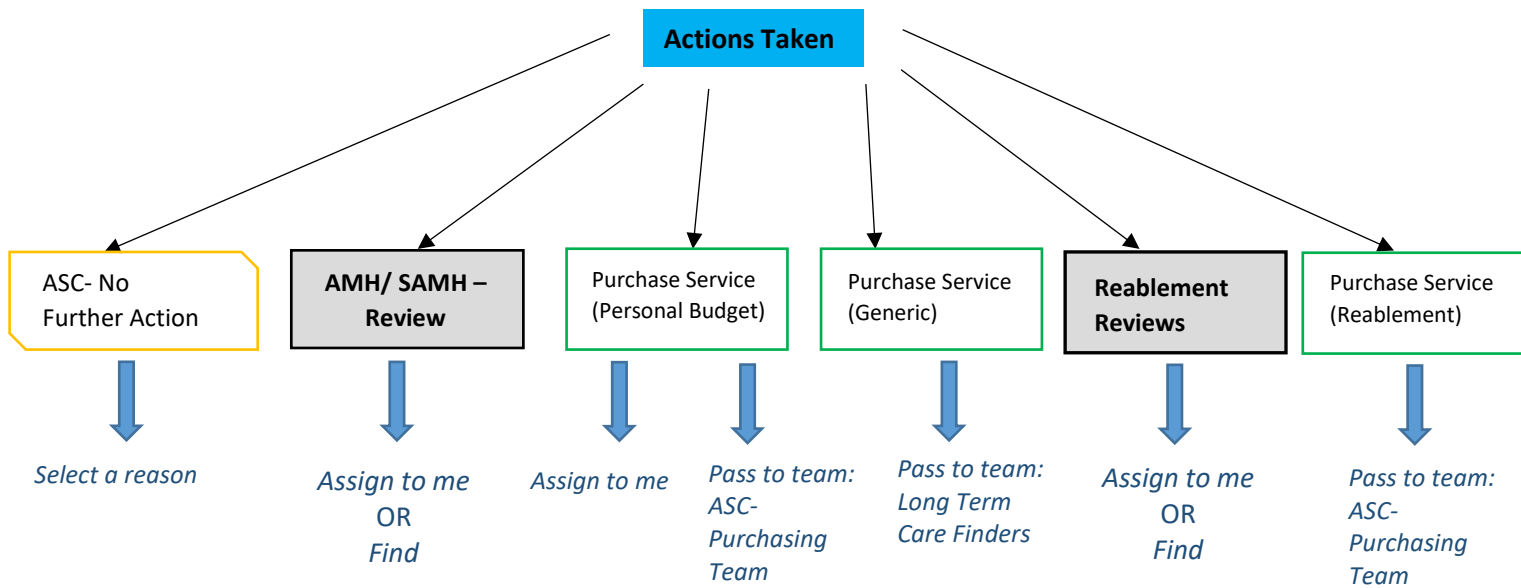 Actions Taken
ASC- No
Further Action
AMH/ SAMH –
Review
Purchase Service
(Personal Budget)
Purchase Service
(Generic)
Reablement
Reviews
Purchase Service
(Reablement)
Select a reason
Assign to me
OR
Find
Assign to me
Pass to team:
ASC-
Purchasing
Team
Pass to team:
Long Term
Care Finders
Assign to me
OR
Find
Pass to team:
ASC-
Purchasing
Team